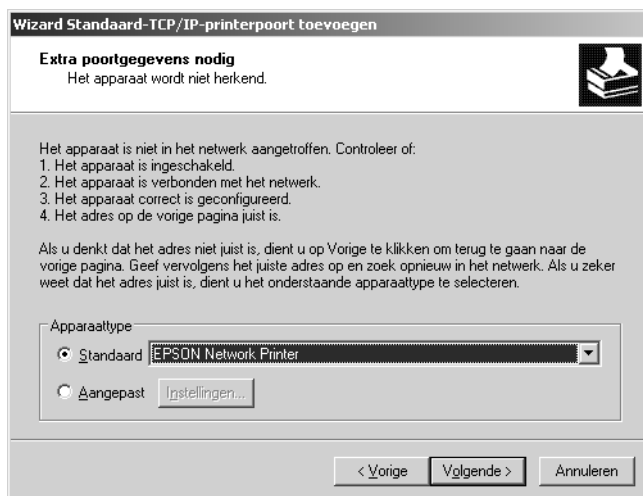 Wizard Standaard-TCP/IP-printerpoort toevoegen
Extra poortgegevens nodig
Het apparaat wordt niet herkend.
Het apparaat is niet in het netwerk aangetroffen. Controleer of:
1. Het apparaat is ingeschakeld.
2. Het apparaat is verbonden met het netwerk.
3. Het apparaat correct is geconfigureerd.
4. Het adres op de vorige pagina juist is.
Als u denkt dat het adres niet juist is, dient u op Vorige te klikken om terug te gaan naar de
vorige pagina. Geef vervolgens het juiste adres op en zoek opnieuw in het netwerk. Als u zeker
weet dat het adres juist is, dient u het onderstaande apparaattype te selecteren.
Apparaattype
Standaard EPSON Network Printer
Aangepast Instellingen...
< Vorige Volgende > Annuleren